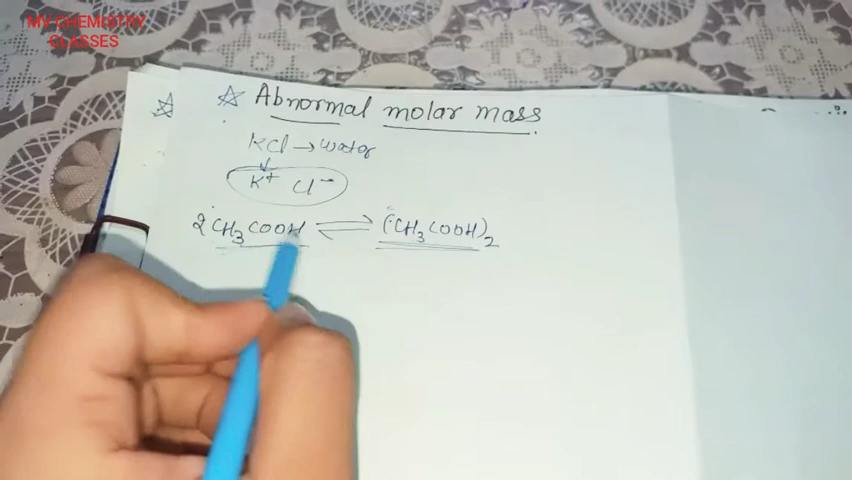 MV CHEMISTRY
CLASSES
☆ ☆ Abnormal molar mass
KCl → water
↓
K⁺ Cl⁻
2CH₃COOH ⇌ (CH₃COOH)₂